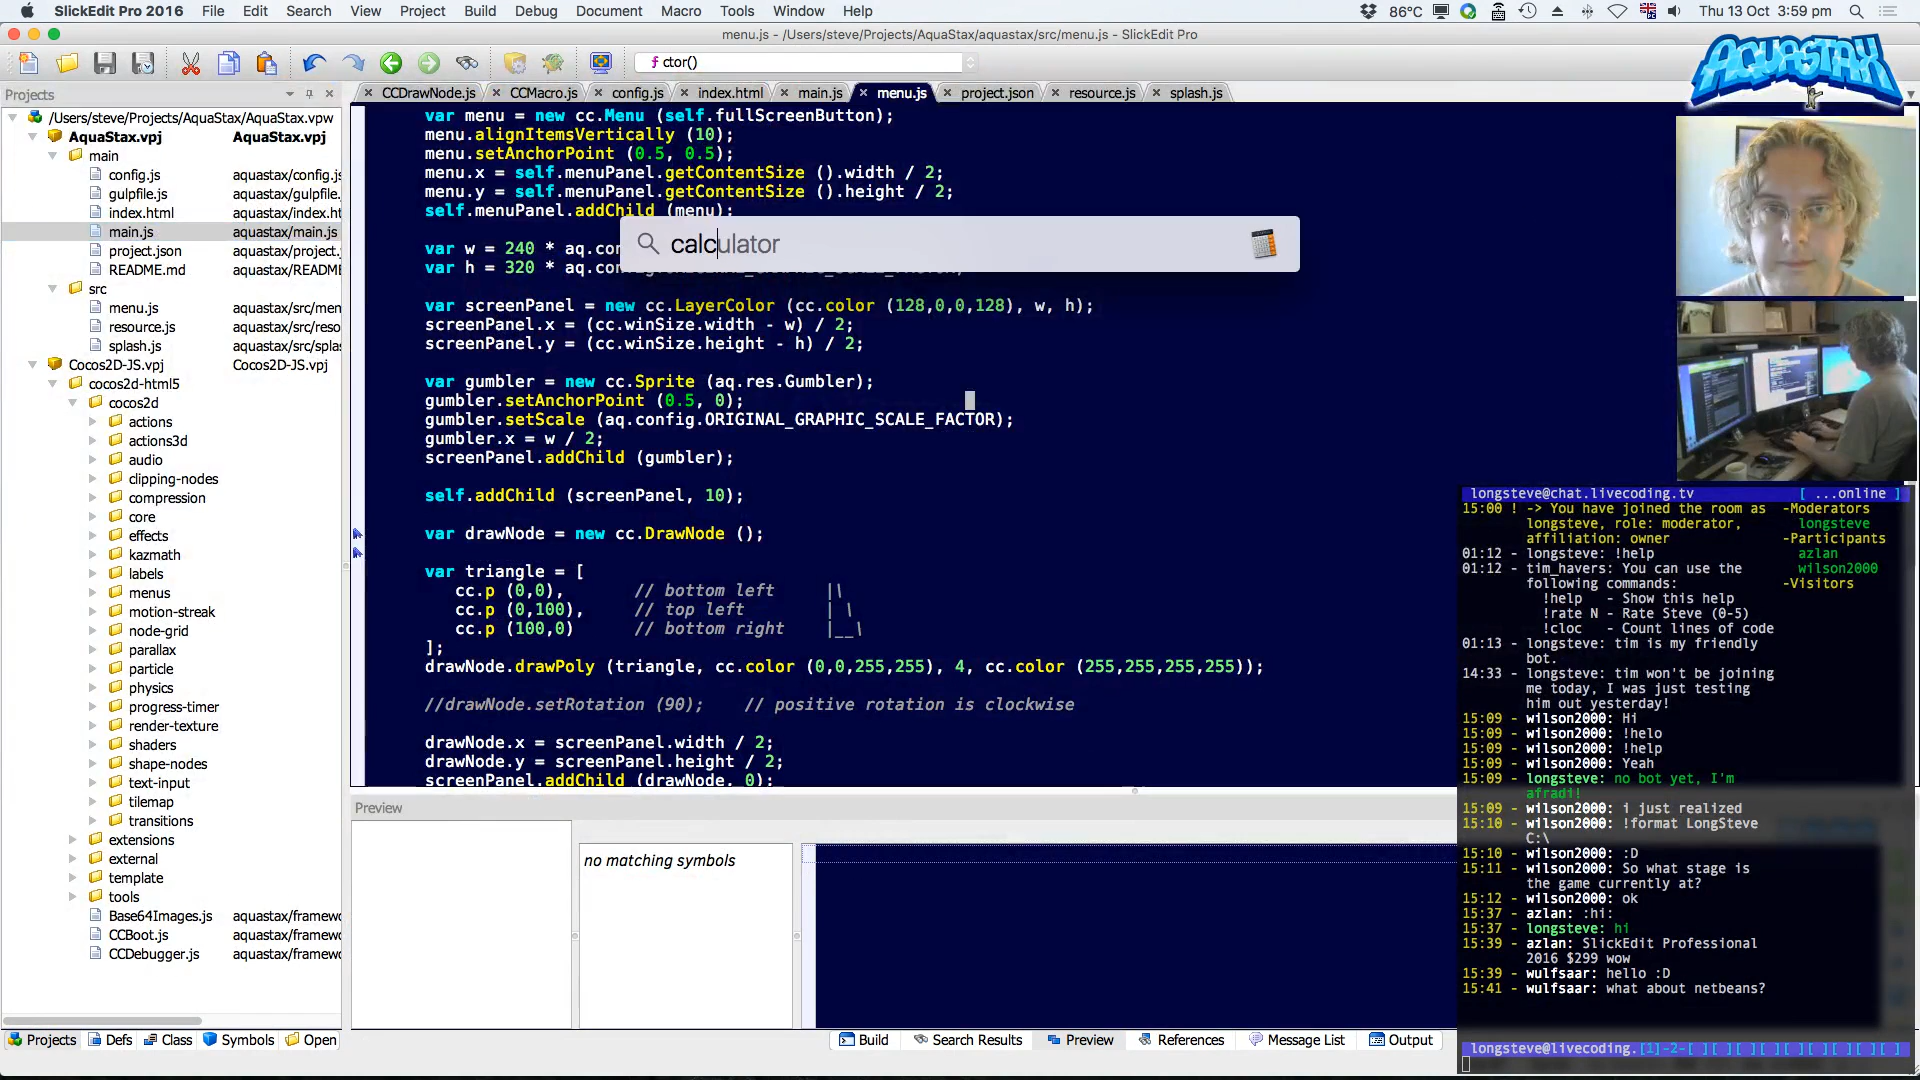 SlickEdit Pro 2016 File Edit Search View Project Build Debug Document Macro Tools Window Help 86°C Thu 13 Oct 3:59 pm
menu.js - /Users/steve/Projects/AquaStax/aquastax/src/menu.js - SlickEdit Pro
ctor()
AQUASTAX
Projects
CCDrawNode.js CCMacro.js config.js index.html main.js menu.js project.json resource.js splash.js
/Users/steve/Projects/AquaStax/AquaStax.vpw
AquaStax.vpj AquaStax.vpj
main
config.js aquastax/config.js
gulpfile.js aquastax/gulpfile.
index.html aquastax/index.ht
main.js aquastax/main.js
project.json aquastax/project.
README.md aquastax/README
src
menu.js aquastax/src/men
resource.js aquastax/src/reso
splash.js aquastax/src/spla
Cocos2D-JS.vpj Cocos2D-JS.vpj
cocos2d-html5
cocos2d
actions
actions3d
audio
clipping-nodes
compression
core
effects
kazmath
labels
menus
motion-streak
node-grid
parallax
particle
physics
progress-timer
render-texture
shaders
shape-nodes
text-input
tilemap
transitions
extensions
external
template
tools
Base64Images.js aquastax/framewo
CCBoot.js aquastax/framewo
CCDebugger.js aquastax/framewo
Projects Defs Class Symbols Open
var menu = new cc.Menu (self.fullScreenButton);
menu.alignItemsVertically (10);
menu.setAnchorPoint (0.5, 0.5);
menu.x = self.menuPanel.getContentSize ().width / 2;
menu.y = self.menuPanel.getContentSize ().height / 2;
self.menuPanel.addChild (menu);
calculator
var w = 240 * aq.con
var h = 320 * aq.con
var screenPanel = new cc.LayerColor (cc.color (128,0,0,128), w, h);
screenPanel.x = (cc.winSize.width - w) / 2;
screenPanel.y = (cc.winSize.height - h) / 2;
var gumbler = new cc.Sprite (aq.res.Gumbler);
gumbler.setAnchorPoint (0.5, 0);
gumbler.setScale (aq.config.ORIGINAL_GRAPHIC_SCALE_FACTOR);
gumbler.x = w / 2;
screenPanel.addChild (gumbler);
self.addChild (screenPanel, 10);
var drawNode = new cc.DrawNode ();
var triangle = [
cc.p (0,0), // bottom left |\
cc.p (0,100), // top left | \
cc.p (100,0) // bottom right |__\
];
drawNode.drawPoly (triangle, cc.color (0,0,255,255), 4, cc.color (255,255,255,255));
//drawNode.setRotation (90); // positive rotation is clockwise
drawNode.x = screenPanel.width / 2;
drawNode.y = screenPanel.height / 2;
screenPanel.addChild (drawNode, 0);
Preview
no matching symbols
Build Search Results Preview References Message List Output
longsteve@chat.livecoding.tv [ ...online ]
15:00 ! -> You have joined the room as
longsteve, role: moderator,
affiliation: owner
01:12 - longsteve: !help
01:12 - tim_havers: You can use the
following commands:
!help - Show this help
!rate N - Rate Steve (0-5)
!cloc - Count lines of code
01:13 - longsteve: tim is my friendly
bot.
14:33 - longsteve: tim won't be joining
me today, I was just testing
him out yesterday!
15:09 - wilson2000: Hi
15:09 - wilson2000: !helo
15:09 - wilson2000: !help
15:09 - wilson2000: Yeah
15:09 - longsteve: no bot yet, I'm
afradi!
15:09 - wilson2000: i just realized
15:10 - wilson2000: !format LongSteve
C:\
15:10 - wilson2000: :D
15:11 - wilson2000: So what stage is
the game currently at?
15:12 - wilson2000: ok
15:37 - azlan: :hi:
15:37 - longsteve: hi
15:39 - azlan: SlickEdit Professional
2016 $299 wow
15:39 - wulfsaar: hello :D
15:41 - wulfsaar: what about netbeans?
-Moderators
longsteve
-Participants
azlan
wilson2000
-Visitors
longsteve@livecoding.[1]-2-[ ][ ][ ][ ][ ][ ][ ][ ][ ]